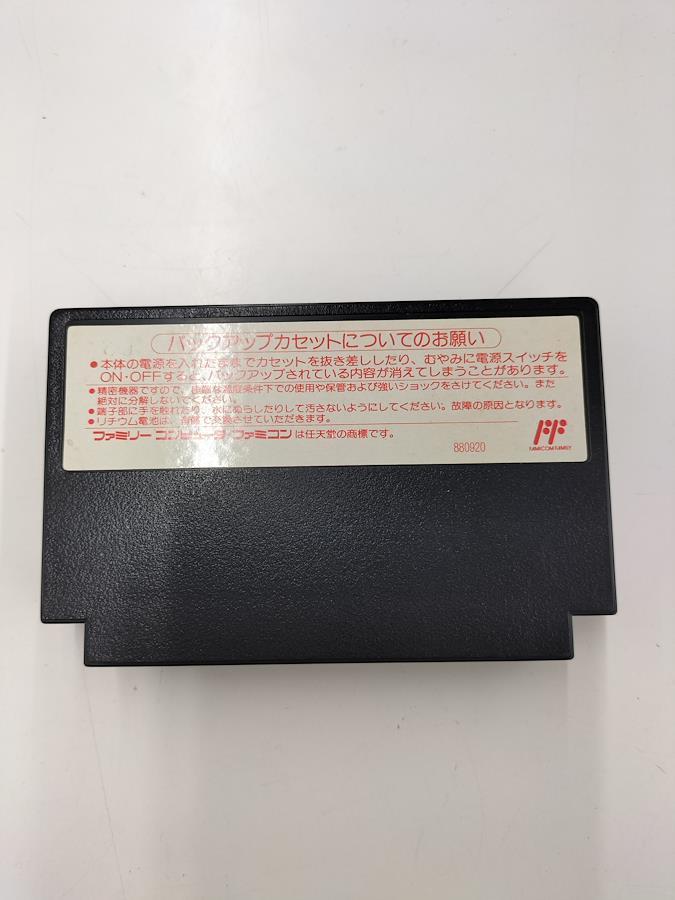 バックアップカセットについてのお願い
●本体の電源を入れたままでカセットを抜き差ししたり、むやみに電源スイッチを
ON・OFFすると、バックアップされている内容が消えてしまうことがあります。
●精密機器ですので、極端な温度条件下での使用や保管および強いショックをさけてください。また
絶対に分解しないでください。
●端子部に手を触れたり、水にぬらしたりして汚さないようにしてください。故障の原因となります。
●リチウム電池は、有償で交換させていただきます。
ファミリーコンピュータ・ファミコンは任天堂の商標です。
880920
FAMICOM FAMILY